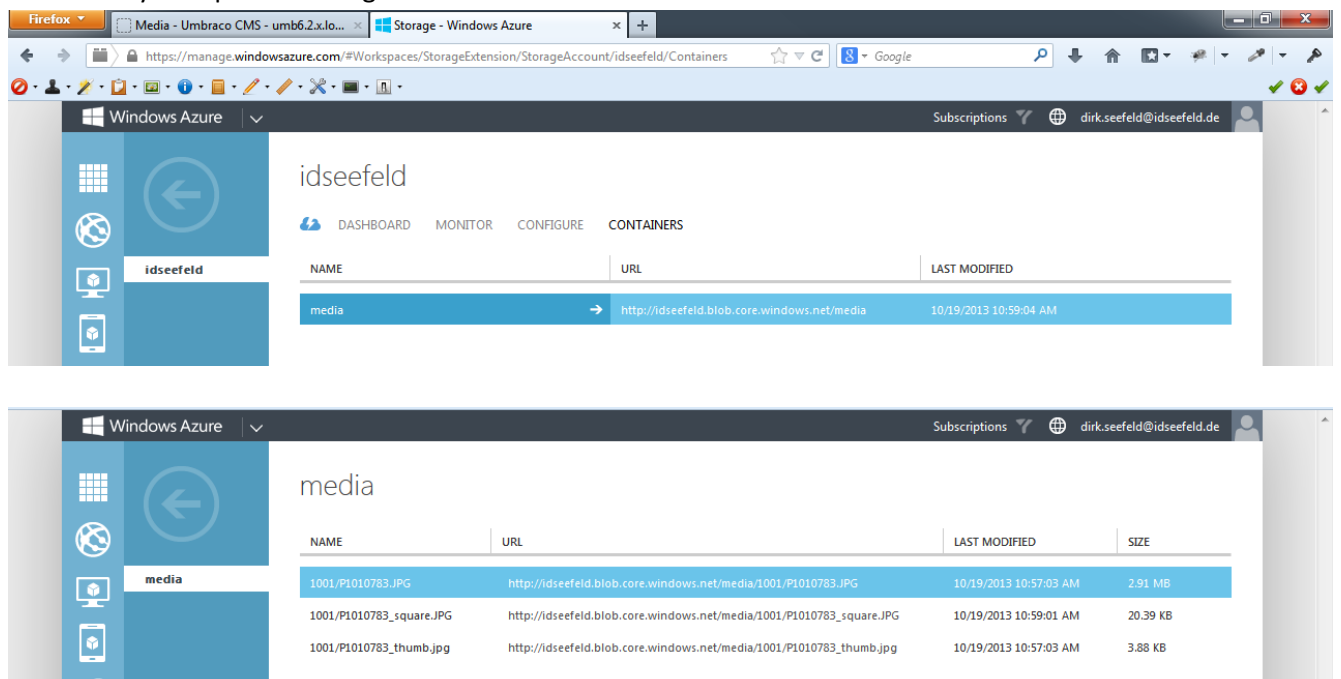 Firefox
Media - Umbraco CMS - umb6.2.x.lo...
Storage - Windows Azure
https://manage.windowsazure.com/#Workspaces/StorageExtension/StorageAccount/idseefeld/Containers
Google
Windows Azure
Subscriptions
dirk.seefeld@idseefeld.de
idseefeld
DASHBOARD MONITOR CONFIGURE CONTAINERS
idseefeld
NAME URL LAST MODIFIED
media http://idseefeld.blob.core.windows.net/media 10/19/2013 10:59:04 AM
Windows Azure
Subscriptions
dirk.seefeld@idseefeld.de
media
NAME URL LAST MODIFIED SIZE
media
1001/P1010783.JPG http://idseefeld.blob.core.windows.net/media/1001/P1010783.JPG 10/19/2013 10:57:03 AM 2.91 MB
1001/P1010783_square.JPG http://idseefeld.blob.core.windows.net/media/1001/P1010783_square.JPG 10/19/2013 10:59:01 AM 20.39 KB
1001/P1010783_thumb.jpg http://idseefeld.blob.core.windows.net/media/1001/P1010783_thumb.jpg 10/19/2013 10:57:03 AM 3.88 KB